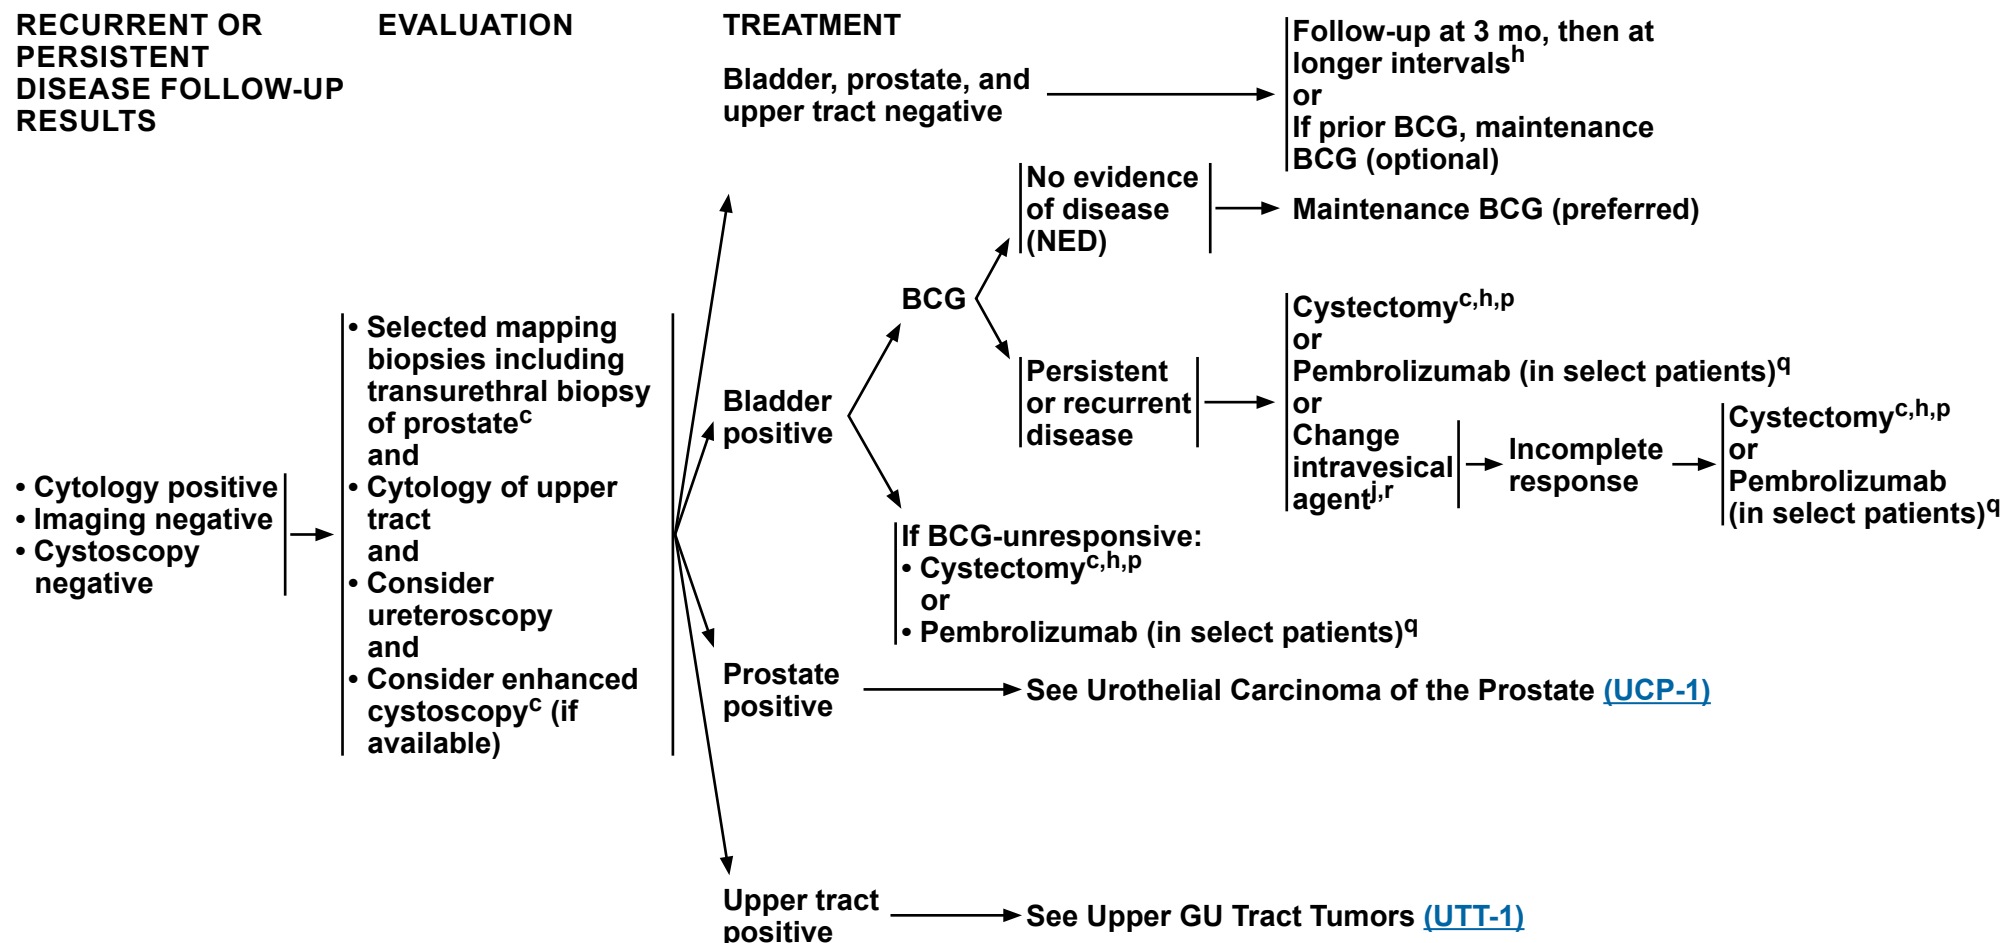 RECURRENT OR
PERSISTENT
DISEASE FOLLOW-UP
RESULTS
EVALUATION
TREATMENT
• Cytology positive
• Imaging negative
• Cystoscopy
negative
• Selected mapping
biopsies including
transurethral biopsy
of prostatec
and
• Cytology of upper
tract
and
• Consider
ureteroscopy
and
• Consider enhanced
cystoscopyc (if
available)
Bladder, prostate, and
upper tract negative
Follow-up at 3 mo, then at
longer intervalsh
or
If prior BCG, maintenance
BCG (optional)
Bladder
positive
BCG
No evidence
of disease
(NED)
Maintenance BCG (preferred)
Persistent
or recurrent
disease
Cystectomyc,h,p
or
Pembrolizumab (in select patients)q
or
Change
intravesical
agentj,r
Incomplete
response
Cystectomyc,h,p
or
Pembrolizumab
(in select patients)q
If BCG-unresponsive:
• Cystectomyc,h,p
or
• Pembrolizumab (in select patients)q
Prostate
positive
See Urothelial Carcinoma of the Prostate (UCP-1)
Upper tract
positive
See Upper GU Tract Tumors (UTT-1)